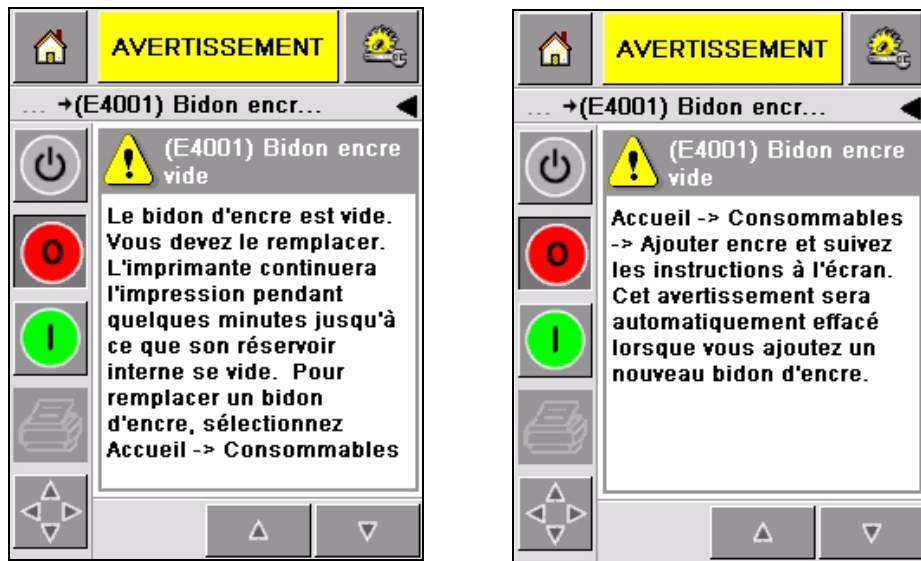 AVERTISSEMENT
... →(E4001) Bidon encr...
(E4001) Bidon encre
vide
Le bidon d'encre est vide.
Vous devez le remplacer.
L'imprimante continuera
l'impression pendant
quelques minutes jusqu'à
ce que son réservoir
interne se vide.  Pour
remplacer un bidon
d'encre, sélectionnez
Accueil -> Consommables
O
I
AVERTISSEMENT
... →(E4001) Bidon encr...
(E4001) Bidon encre
vide
Accueil -> Consommables
-> Ajouter encre et suivez
les instructions à l'écran.
Cet avertissement sera
automatiquement effacé
lorsque vous ajoutez un
nouveau bidon d'encre.
O
I